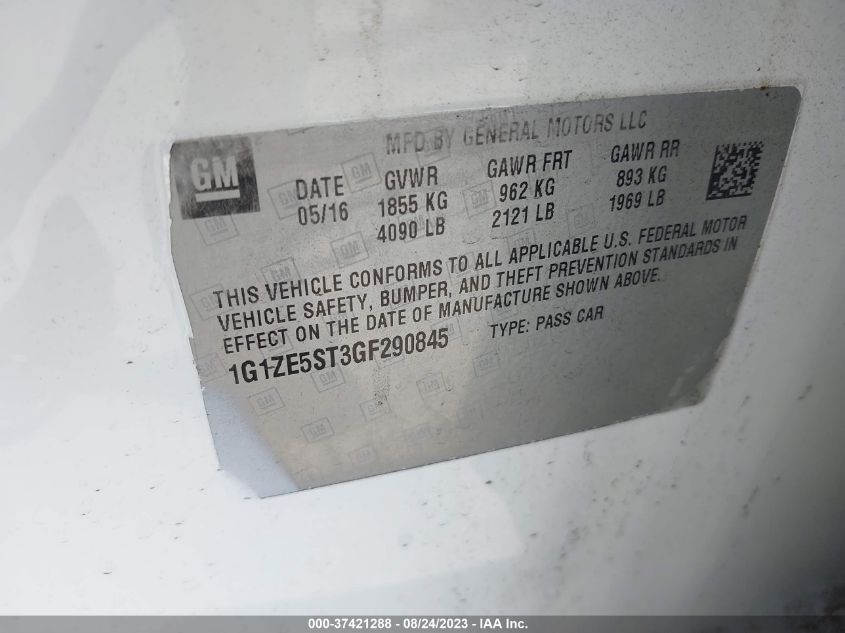 MFD BY GENERAL MOTORS LLC
GM
DATE GVWR GAWR FRT GAWR RR
05/16 1855 KG 962 KG 893 KG
4090 LB 2121 LB 1969 LB
THIS VEHICLE CONFORMS TO ALL APPLICABLE U.S. FEDERAL MOTOR
VEHICLE SAFETY, BUMPER, AND THEFT PREVENTION STANDARDS IN
EFFECT ON THE DATE OF MANUFACTURE SHOWN ABOVE.
1G1ZE5ST3GF290845 TYPE: PASS CAR
000-37421288 - 08/24/2023 - IAA Inc.